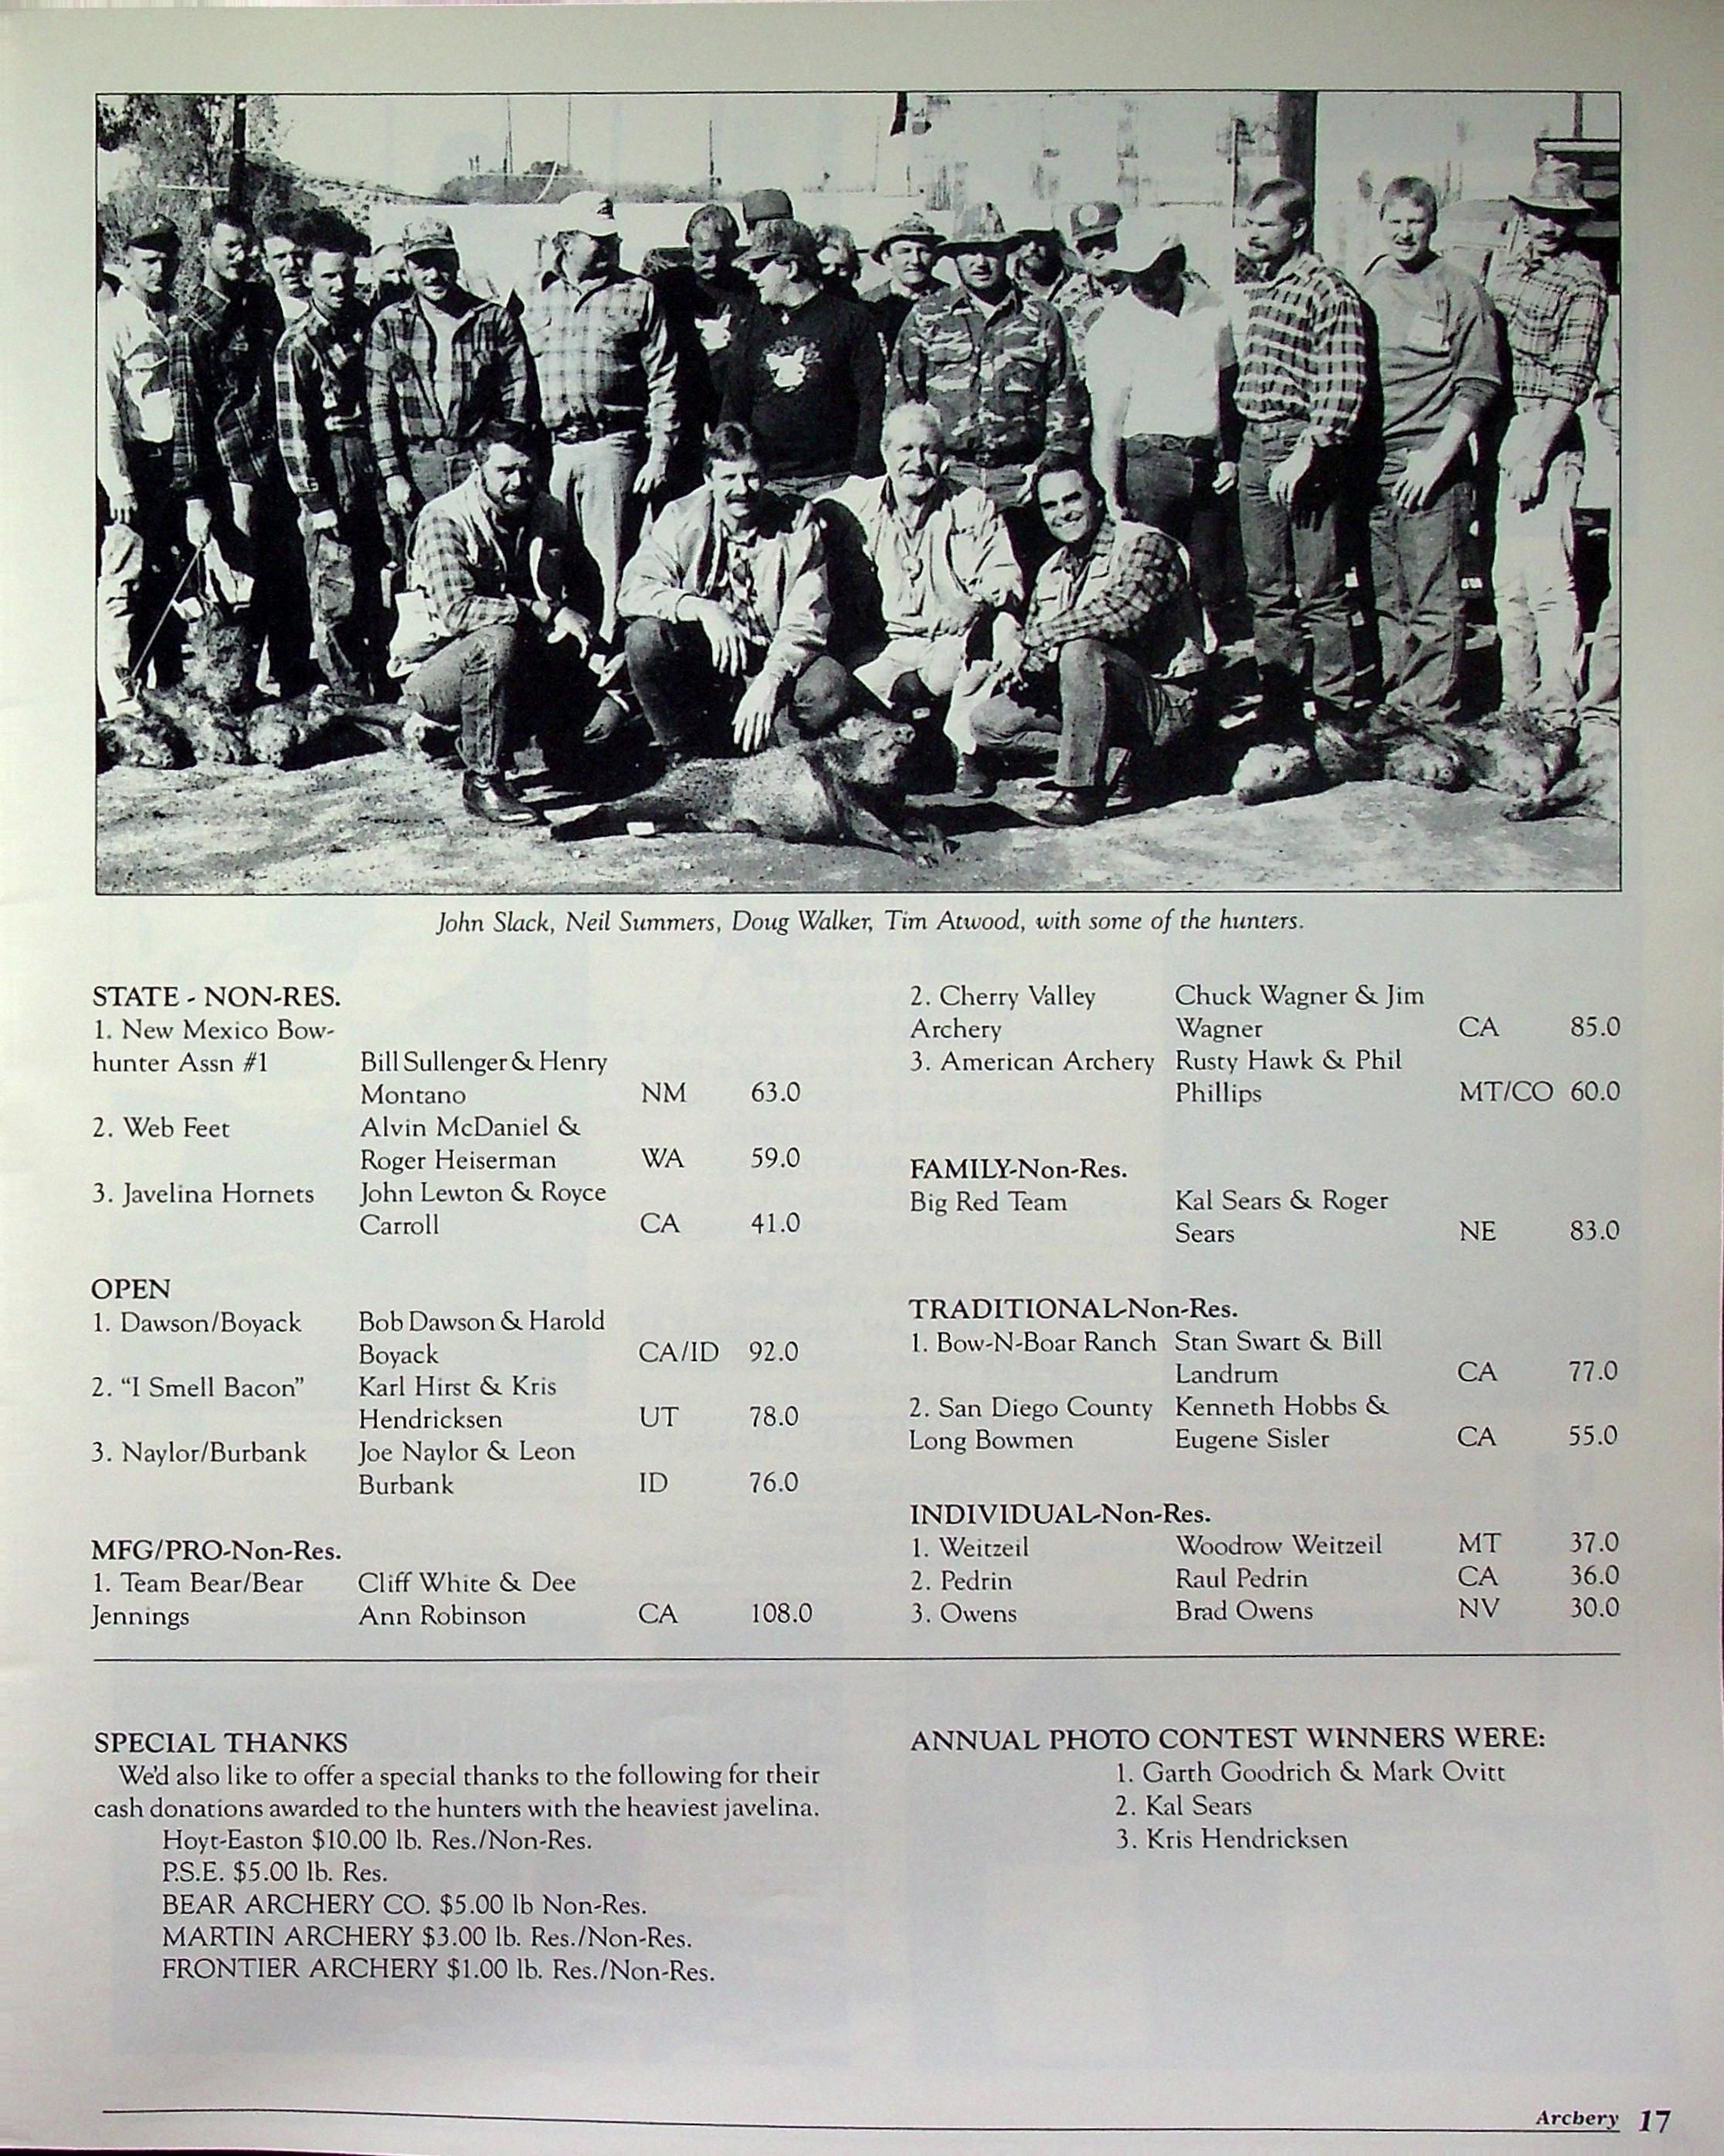 John Slack, Neil Summers, Doug Walker, Tim Atwood, with some of the hunters.
STATE - NON-RES.
1. New Mexico Bow-
hunter Assn #1 Bill Sullenger & Henry
Montano NM 63.0
2. Web Feet Alvin McDaniel &
Roger Heiserman WA 59.0
3. Javelina Hornets John Lewton & Royce
Carroll CA 41.0
OPEN
1. Dawson/Boyack Bob Dawson & Harold
Boyack CA/ID 92.0
2. "I Smell Bacon" Karl Hirst & Kris
Hendricksen UT 78.0
3. Naylor/Burbank Joe Naylor & Leon
Burbank ID 76.0
MFG/PRO-Non-Res.
1. Team Bear/Bear Cliff White & Dee
Jennings Ann Robinson CA 108.0
2. Cherry Valley Chuck Wagner & Jim
Archery Wagner CA 85.0
3. American Archery Rusty Hawk & Phil
Phillips MT/CO 60.0
FAMILY-Non-Res.
Big Red Team Kal Sears & Roger
Sears NE 83.0
TRADITIONAL-Non-Res.
1. Bow-N-Boar Ranch Stan Swart & Bill
Landrum CA 77.0
2. San Diego County Kenneth Hobbs &
Long Bowmen Eugene Sisler CA 55.0
INDIVIDUAL-Non-Res.
1. Weitzeil Woodrow Weitzeil MT 37.0
2. Pedrin Raul Pedrin CA 36.0
3. Owens Brad Owens NV 30.0
SPECIAL THANKS
We'd also like to offer a special thanks to the following for their
cash donations awarded to the hunters with the heaviest javelina.
Hoyt-Easton $10.00 lb. Res./Non-Res.
P.S.E. $5.00 lb. Res.
BEAR ARCHERY CO. $5.00 lb Non-Res.
MARTIN ARCHERY $3.00 lb. Res./Non-Res.
FRONTIER ARCHERY $1.00 lb. Res./Non-Res.
ANNUAL PHOTO CONTEST WINNERS WERE:
1. Garth Goodrich & Mark Ovitt
2. Kal Sears
3. Kris Hendricksen
Archery 17